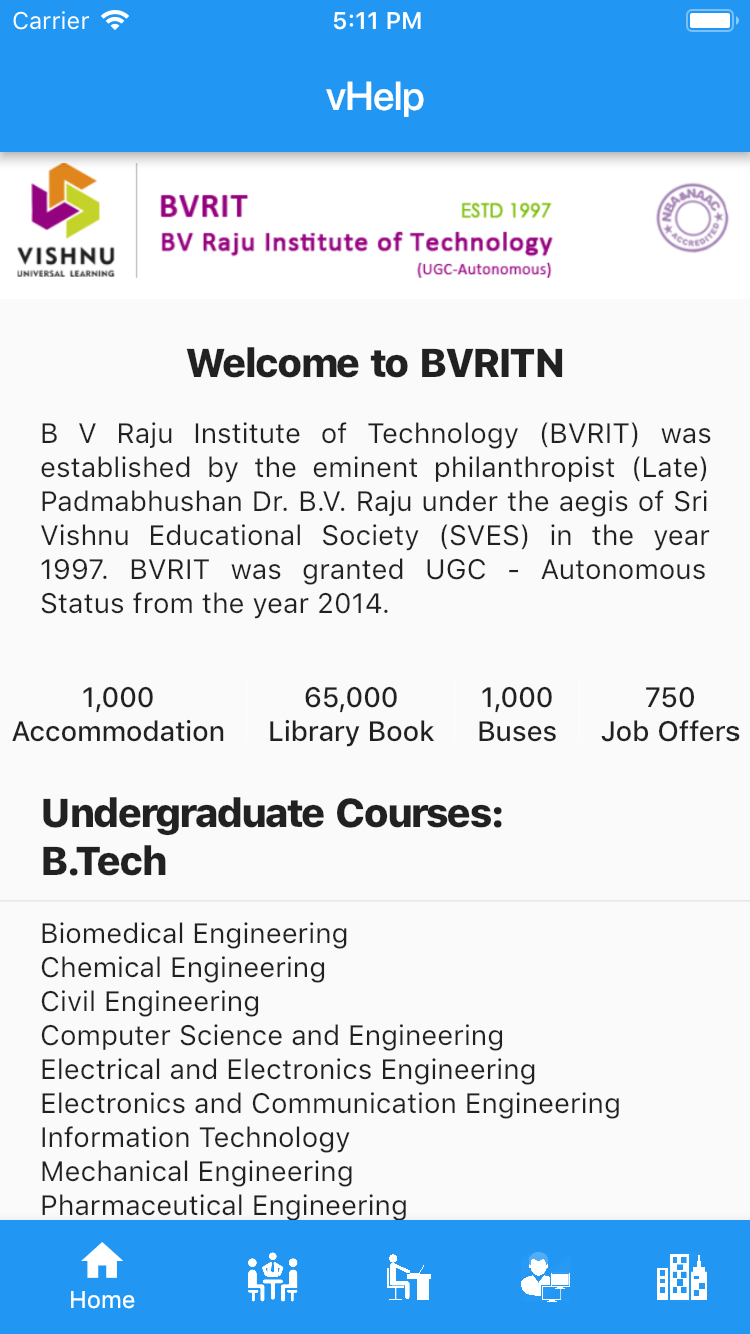 Carrier 5:11 PM
vHelp
VISHNU
UNIVERSAL LEARNING
BVRIT ESTD 1997
BV Raju Institute of Technology
(UGC-Autonomous)
NBA & NAAC
ACCREDITED
Welcome to BVRITN
B V Raju Institute of Technology (BVRIT) was
established by the eminent philanthropist (Late)
Padmabhushan Dr. B.V. Raju under the aegis of Sri
Vishnu Educational Society (SVES) in the year
1997. BVRIT was granted UGC - Autonomous
Status from the year 2014.
1,000 65,000 1,000 750
Accommodation Library Book Buses Job Offers
Undergraduate Courses:
B.Tech
Biomedical Engineering
Chemical Engineering
Civil Engineering
Computer Science and Engineering
Electrical and Electronics Engineering
Electronics and Communication Engineering
Information Technology
Mechanical Engineering
Pharmaceutical Engineering
Home